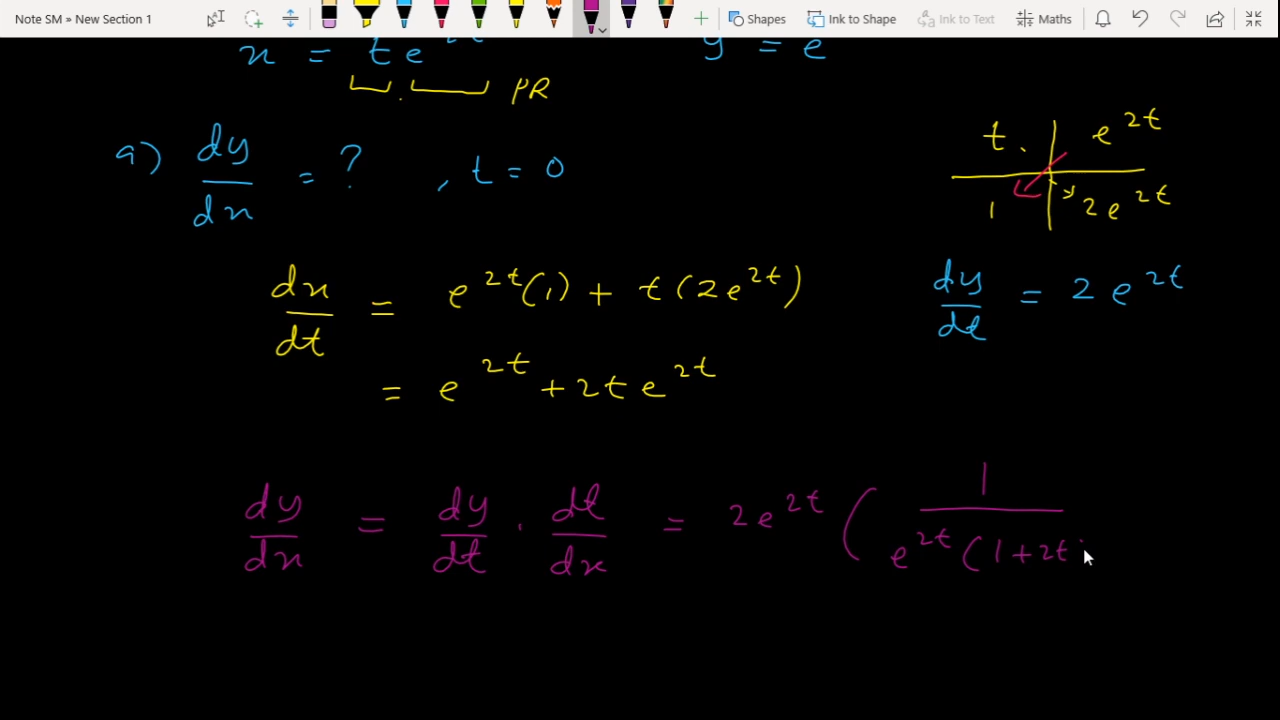 Note SM » New Section 1 Shapes Ink to Shape Ink to Text Maths
x = t e y = e
PR
a) dy/dx = ? , t = 0
t . e^2t
1 2e^2t
dx/dt = e^2t(1) + t(2e^2t)
dy/dt = 2e^2t
= e^2t + 2te^2t
dy/dx = dy/dt . dt/dx = 2e^2t ( 1/e^2t(1+2t